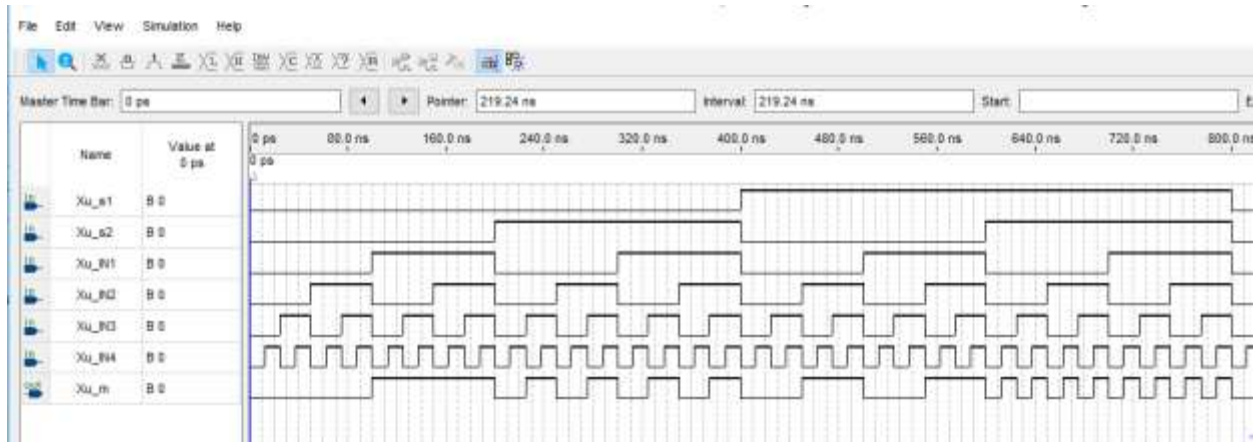 File Edit View Simulation Help
Master Time Bar: 0 ps Pointer: 219.24 ns Interval: 219.24 ns Start:
Name Value at 0 ps
0 ps 80.0 ns 160.0 ns 240.0 ns 320.0 ns 400.0 ns 480.0 ns 560.0 ns 640.0 ns 720.0 ns 800.0 ns
0 ps
Xu_s1 B 0
Xu_s2 B 0
Xu_IN1 B 0
Xu_IN2 B 0
Xu_IN3 B 0
Xu_IN4 B 0
Xu_m B 0